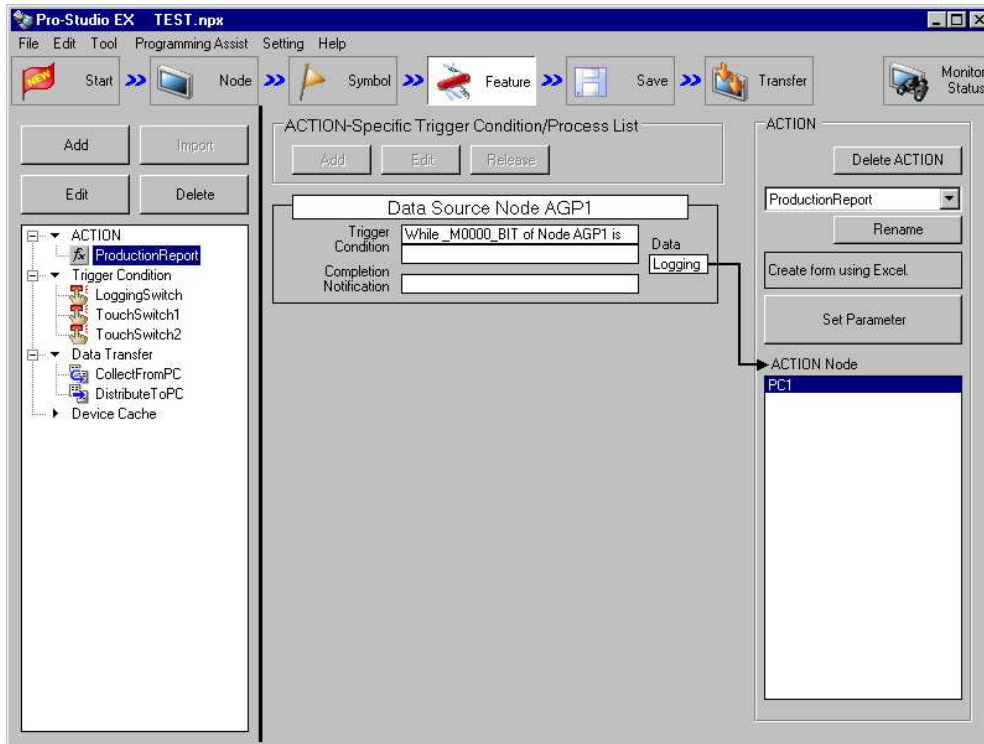 Pro-Studio EX TEST.npx
File Edit Tool Programming Assist Setting Help
NEW Start Node Symbol Feature Save Transfer Monitor Status
Add Import
Edit Delete
ACTION
fx ProductionReport
Trigger Condition
LoggingSwitch
TouchSwitch1
TouchSwitch2
Data Transfer
CollectFromPC
DistributeToPC
Device Cache
ACTION-Specific Trigger Condition/Process List
Add Edit Release
Data Source Node AGP1
Trigger Condition
While _M0000_BIT of Node AGP1 is
Completion Notification
Data
Logging
ACTION
Delete ACTION
ProductionReport
Rename
Create form using Excel.
Set Parameter
ACTION Node
PC1